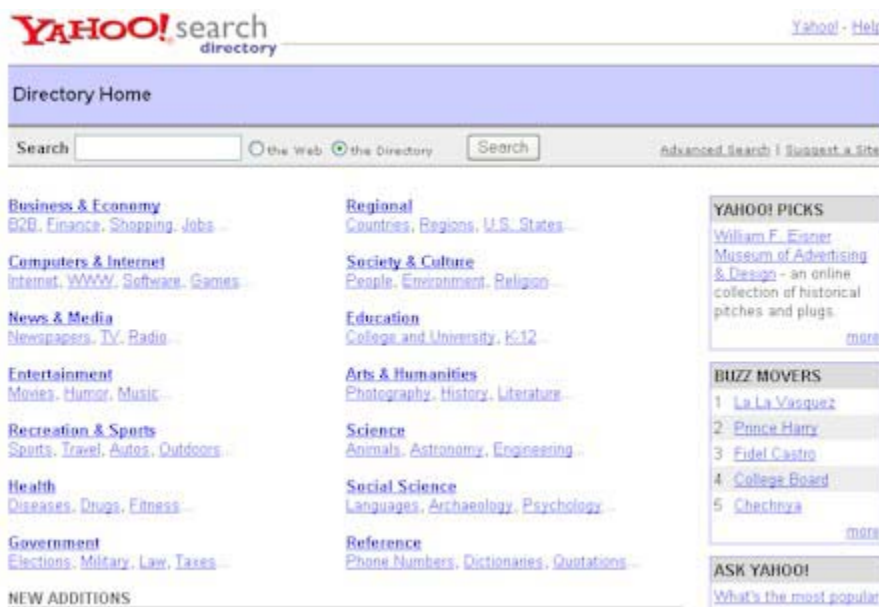 YAHOO! search
directory
Yahoo! - Help
Directory Home
Search the Web the Directory Search Advanced Search | Suggest a Site
Business & Economy
B2B, Finance, Shopping, Jobs...
Computers & Internet
Internet, WWW, Software, Games...
News & Media
Newspapers, TV, Radio...
Entertainment
Movies, Humor, Music...
Recreation & Sports
Sports, Travel, Autos, Outdoors...
Health
Diseases, Drugs, Fitness...
Government
Elections, Military, Law, Taxes...
Regional
Countries, Regions, U.S. States...
Society & Culture
People, Environment, Religion...
Education
College and University, K-12...
Arts & Humanities
Photography, History, Literature...
Science
Animals, Astronomy, Engineering...
Social Science
Languages, Archaeology, Psychology...
Reference
Phone Numbers, Dictionaries, Quotations...
NEW ADDITIONS
YAHOO! PICKS
William F. Eisner
Museum of Advertising
& Design - an online
collection of historical
pitches and plugs.
more
BUZZ MOVERS
1 La La Vasquez
2 Prince Harry
3 Fidel Castro
4 College Board
5 Chechnya
more
ASK YAHOO!
What's the most popular